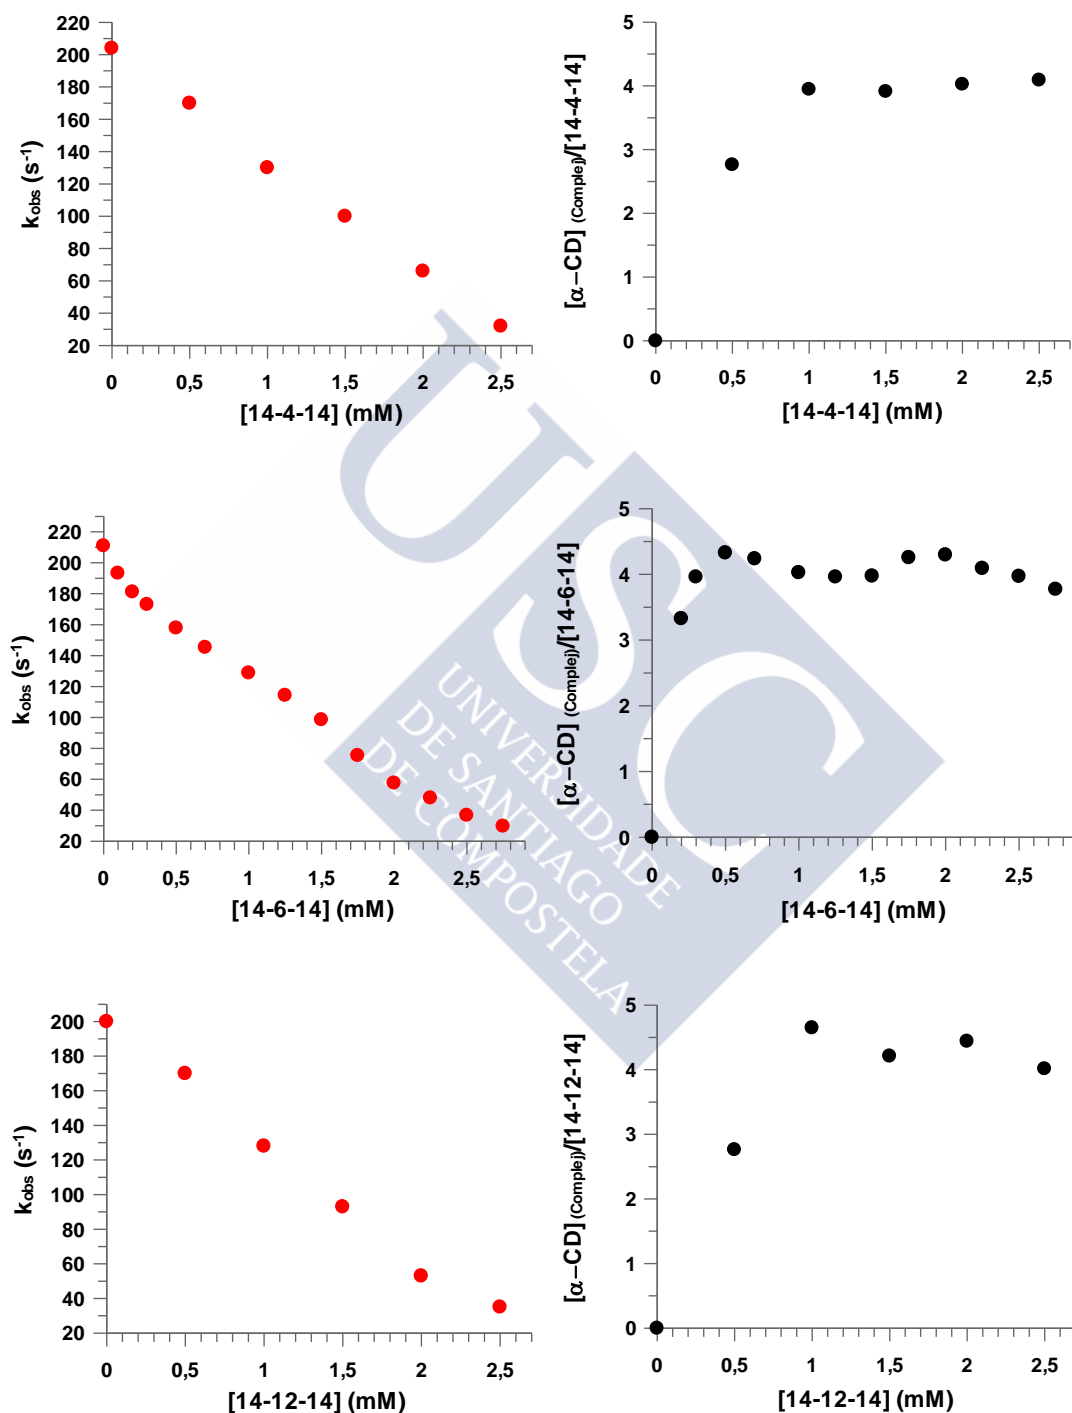 220
200
180
160
140
120
100
80
60
40
20
k_obs (s⁻¹)
0 0,5 1 1,5 2 2,5
[14-4-14] (mM)
5
4
3
2
1
0
[α–CD] (Complej)/[14-4-14]
0 0,5 1 1,5 2 2,5
[14-4-14] (mM)
220
200
180
160
140
120
100
80
60
40
20
k_obs (s⁻¹)
0 0,5 1 1,5 2 2,5
[14-6-14] (mM)
5
4
3
2
1
0
[α–CD] (Complej)/[14-6-14]
0 0,5 1 1,5 2 2,5
[14-6-14] (mM)
USC
UNIVERSIDADE
DE SANTIAGO
DE COMPOSTELA
200
180
160
140
120
100
80
60
40
20
k_obs (s⁻¹)
0 0,5 1 1,5 2 2,5
[14-12-14] (mM)
5
4
3
2
1
0
[α–CD] (Complej)/[14-12-14]
0 0,5 1 1,5 2 2,5
[14-12-14] (mM)